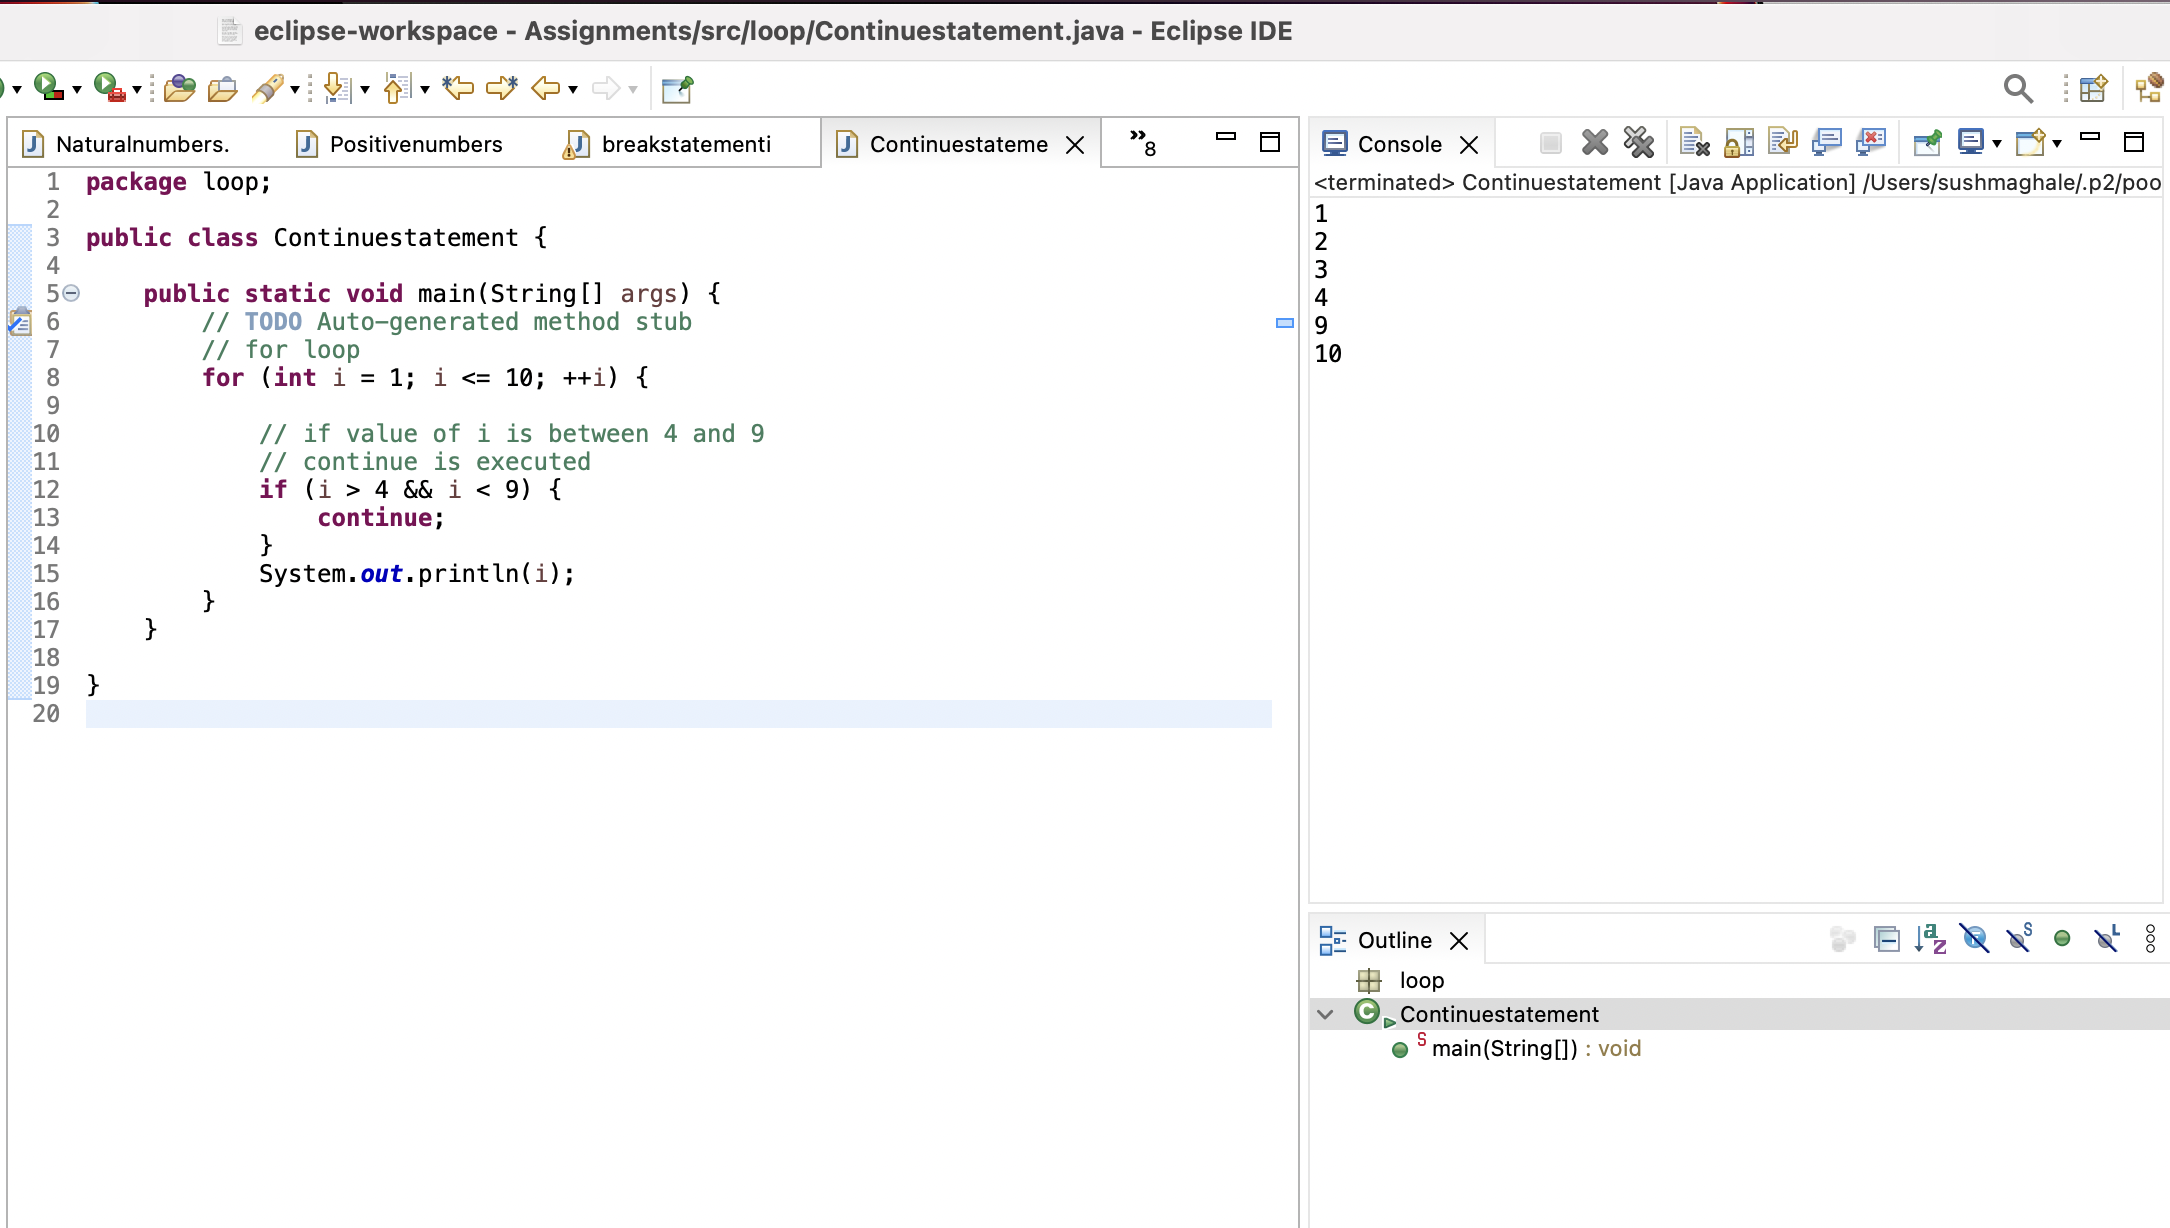 eclipse-workspace - Assignments/src/loop/Continuestatement.java - Eclipse IDE
Naturalnumbers.
Positivenumbers
breakstatementi
Continuestateme
»8
1 package loop;
2
3 public class Continuestatement {
4
5 public static void main(String[] args) {
6 // TODO Auto-generated method stub
7 // for loop
8 for (int i = 1; i <= 10; ++i) {
9
10 // if value of i is between 4 and 9
11 // continue is executed
12 if (i > 4 && i < 9) {
13 continue;
14 }
15 System.out.println(i);
16 }
17 }
18
19 }
20
Console
<terminated> Continuestatement [Java Application] /Users/sushmaghale/.p2/poo
1
2
3
4
9
10
Outline
loop
Continuestatement
main(String[]) : void